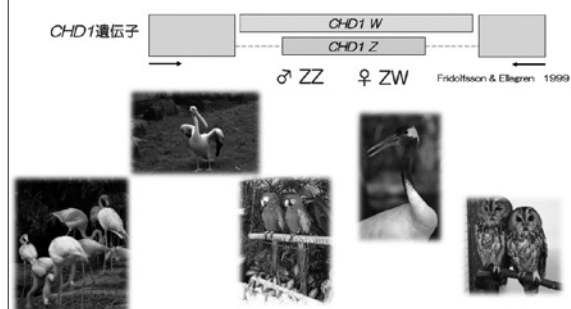 CHD1遺伝子
CHD1 W
CHD1 Z
♂ ZZ ♀ ZW
Fridolfsson & Ellegren 1999